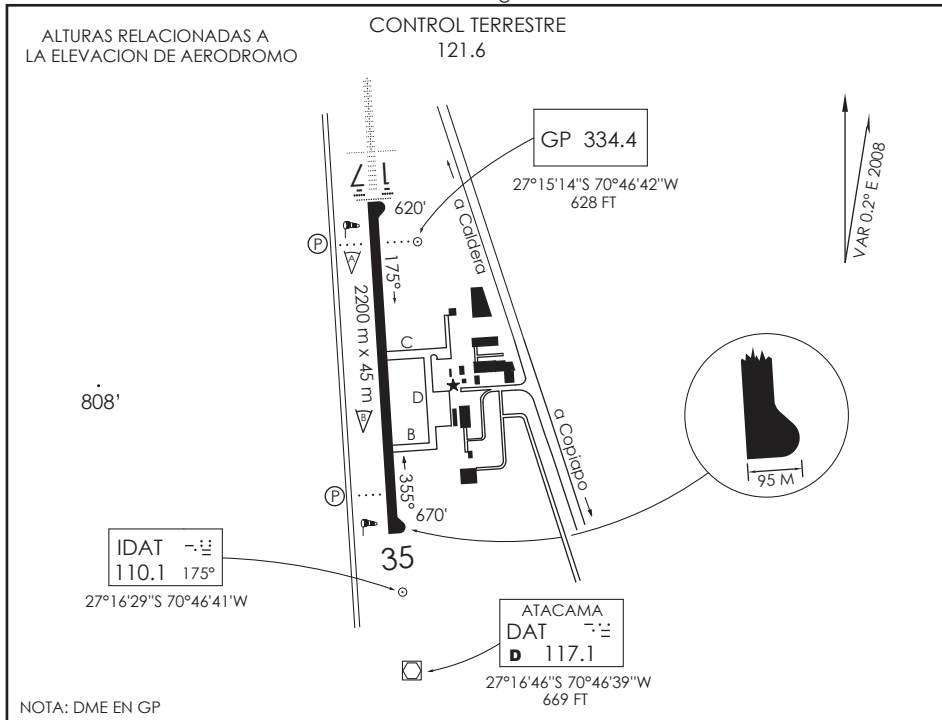 ALTURAS RELACIONADAS A
LA ELEVACION DE AERODROMO
CONTROL TERRESTRE
121.6
GP 334.4
27°15'14"S 70°46'42"W
628 FT
VAR 0.2° E 2008
17
620'
P
A
175°
a Caldera
2200 m x 45 m
C
D
B
B
808'
a Copiapo
95 M
P
355°
670'
35
IDAT
110.1 175°
27°16'29"S 70°46'41"W
ATACAMA
DAT
D 117.1
27°16'46"S 70°46'39"W
669 FT
NOTA: DME EN GP